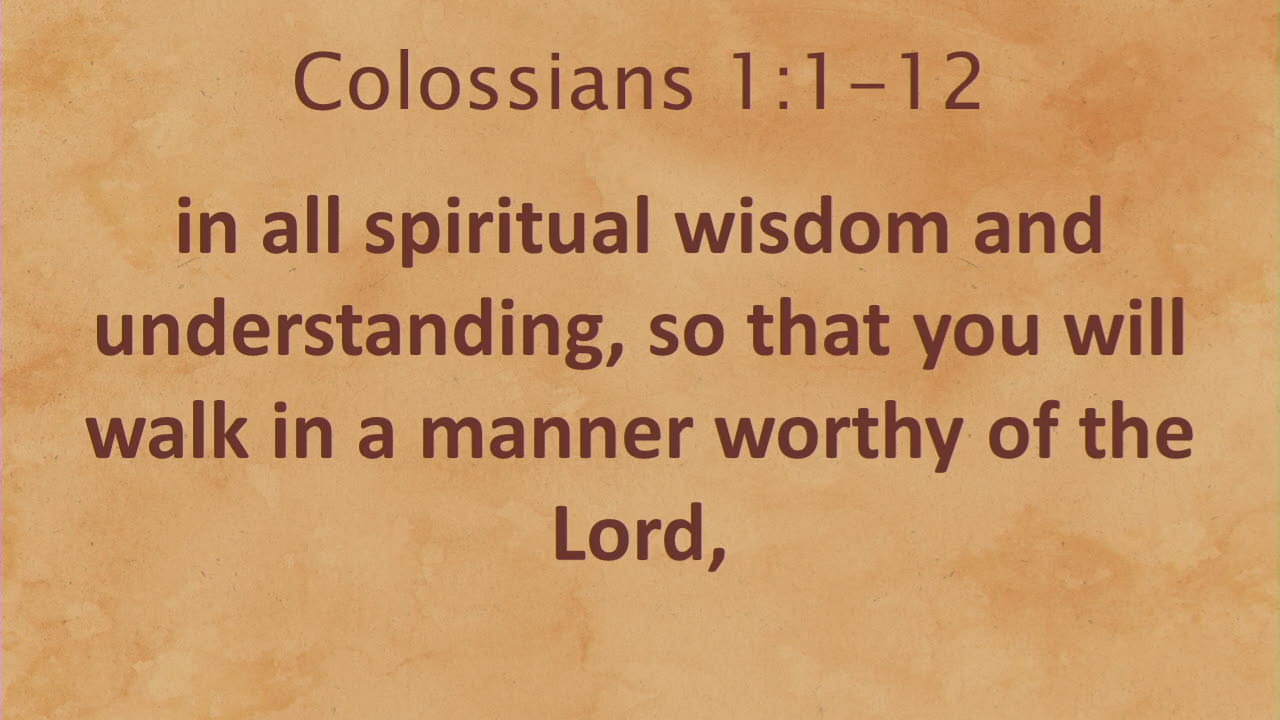 Colossians 1:1-12
in all spiritual wisdom and
understanding, so that you will
walk in a manner worthy of the
Lord,